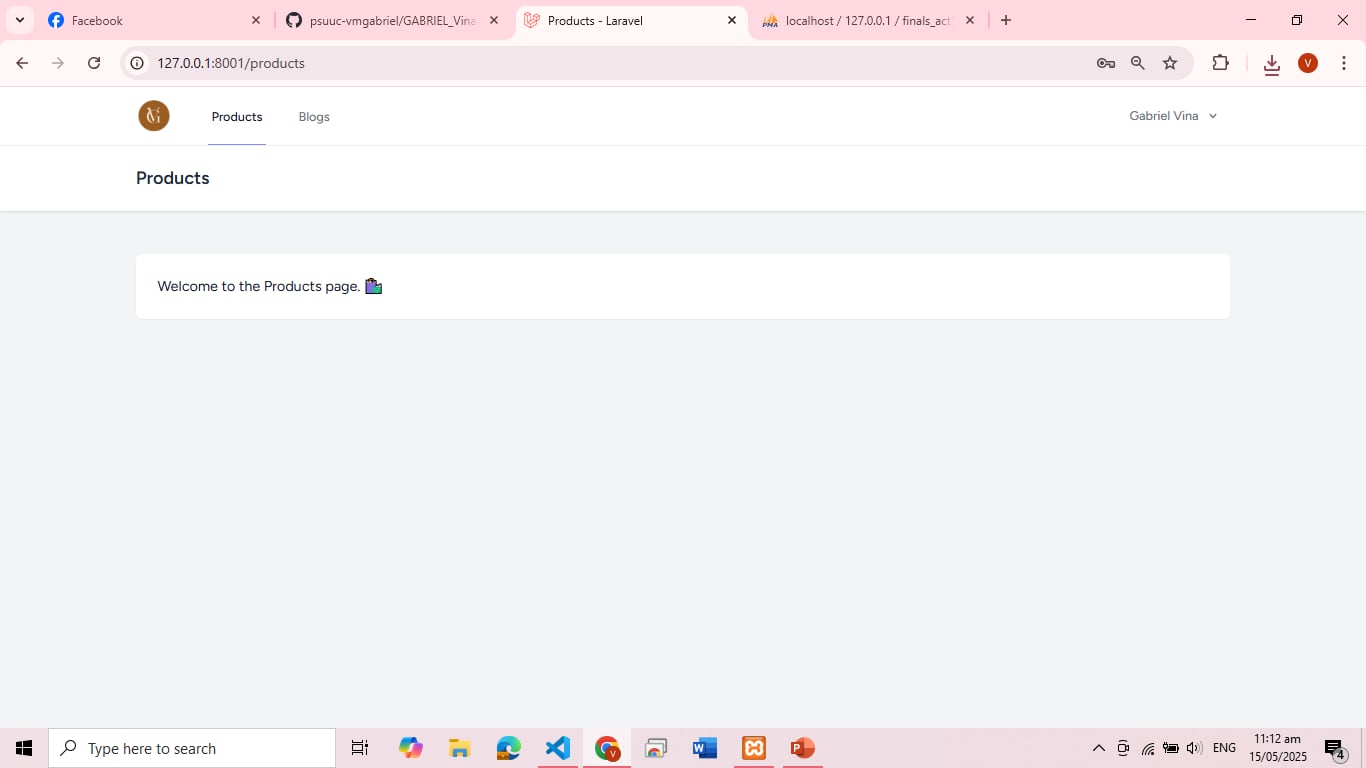 Facebook
psuuc-vmgabriel/GABRIEL_Vina
Products - Laravel
PMA
localhost / 127.0.0.1 / finals_act
127.0.0.1:8001/products
V
VG
Products
Blogs
Gabriel Vina
Products
Welcome to the Products page. 🛍️
Type here to search
V
ENG
11:12 am
15/05/2025
4